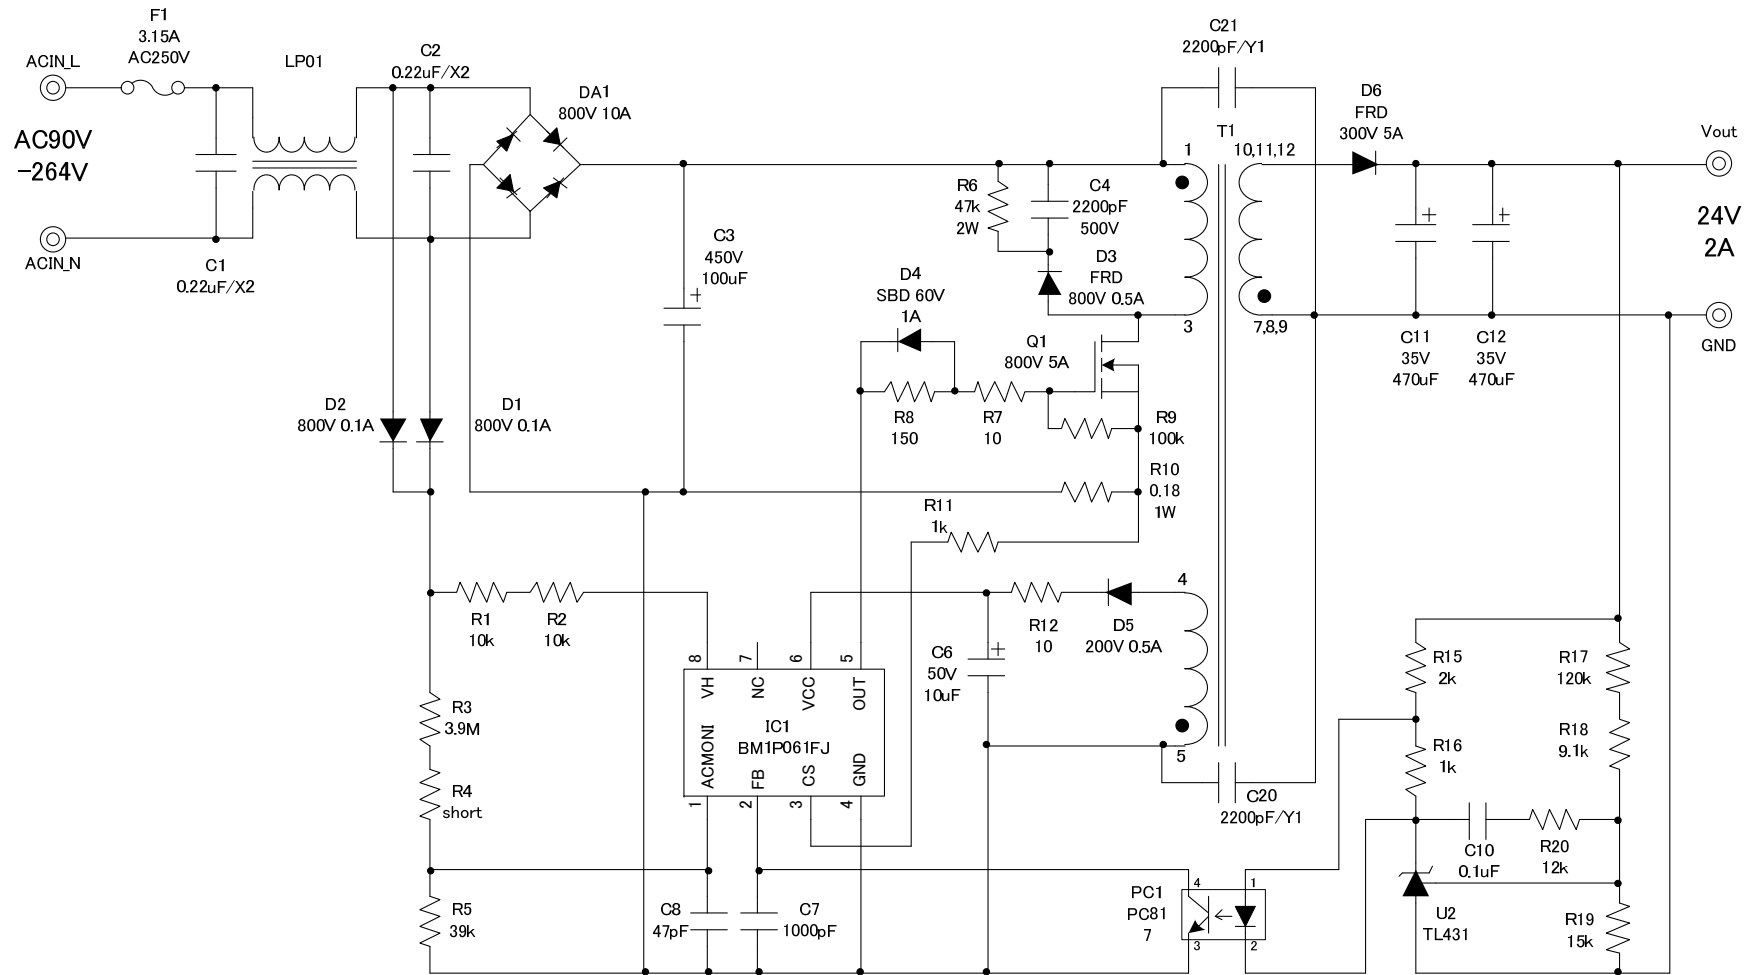 F1
3.15A
AC250V
ACIN_L
LP01
C2
0.22uF/X2
DA1
800V 10A
C21
2200pF/Y1
D6
FRD
300V 5A
Vout
T1
AC90V
-264V
1
10,11,12
R6
47k
2W
C4
2200pF
500V
24V
2A
ACIN_N
C1
0.22uF/X2
C3
450V
100uF
+
D4
SBD 60V
1A
D3
FRD
800V 0.5A
+
+
3
7,8,9
GND
Q1
800V 5A
C11
35V
470uF
C12
35V
470uF
D2
800V 0.1A
D1
800V 0.1A
R8
150
R7
10
R9
100k
R10
0.18
1W
R11
1k
R1
10k
R2
10k
4
R12
10
D5
200V 0.5A
8
7
6
5
C6
50V
10uF
+
R15
2k
R17
120k
VH
NC
VCC
OUT
R3
3.9M
IC1
BM1P061FJ
R16
1k
R18
9.1k
ACMONI
FB
CS
GND
5
R4
short
1
2
3
4
C20
2200pF/Y1
C10
0.1uF
R20
12k
R5
39k
C8
47pF
C7
1000pF
PC1
PC81
7
4
1
3
2
U2
TL431
R19
15k